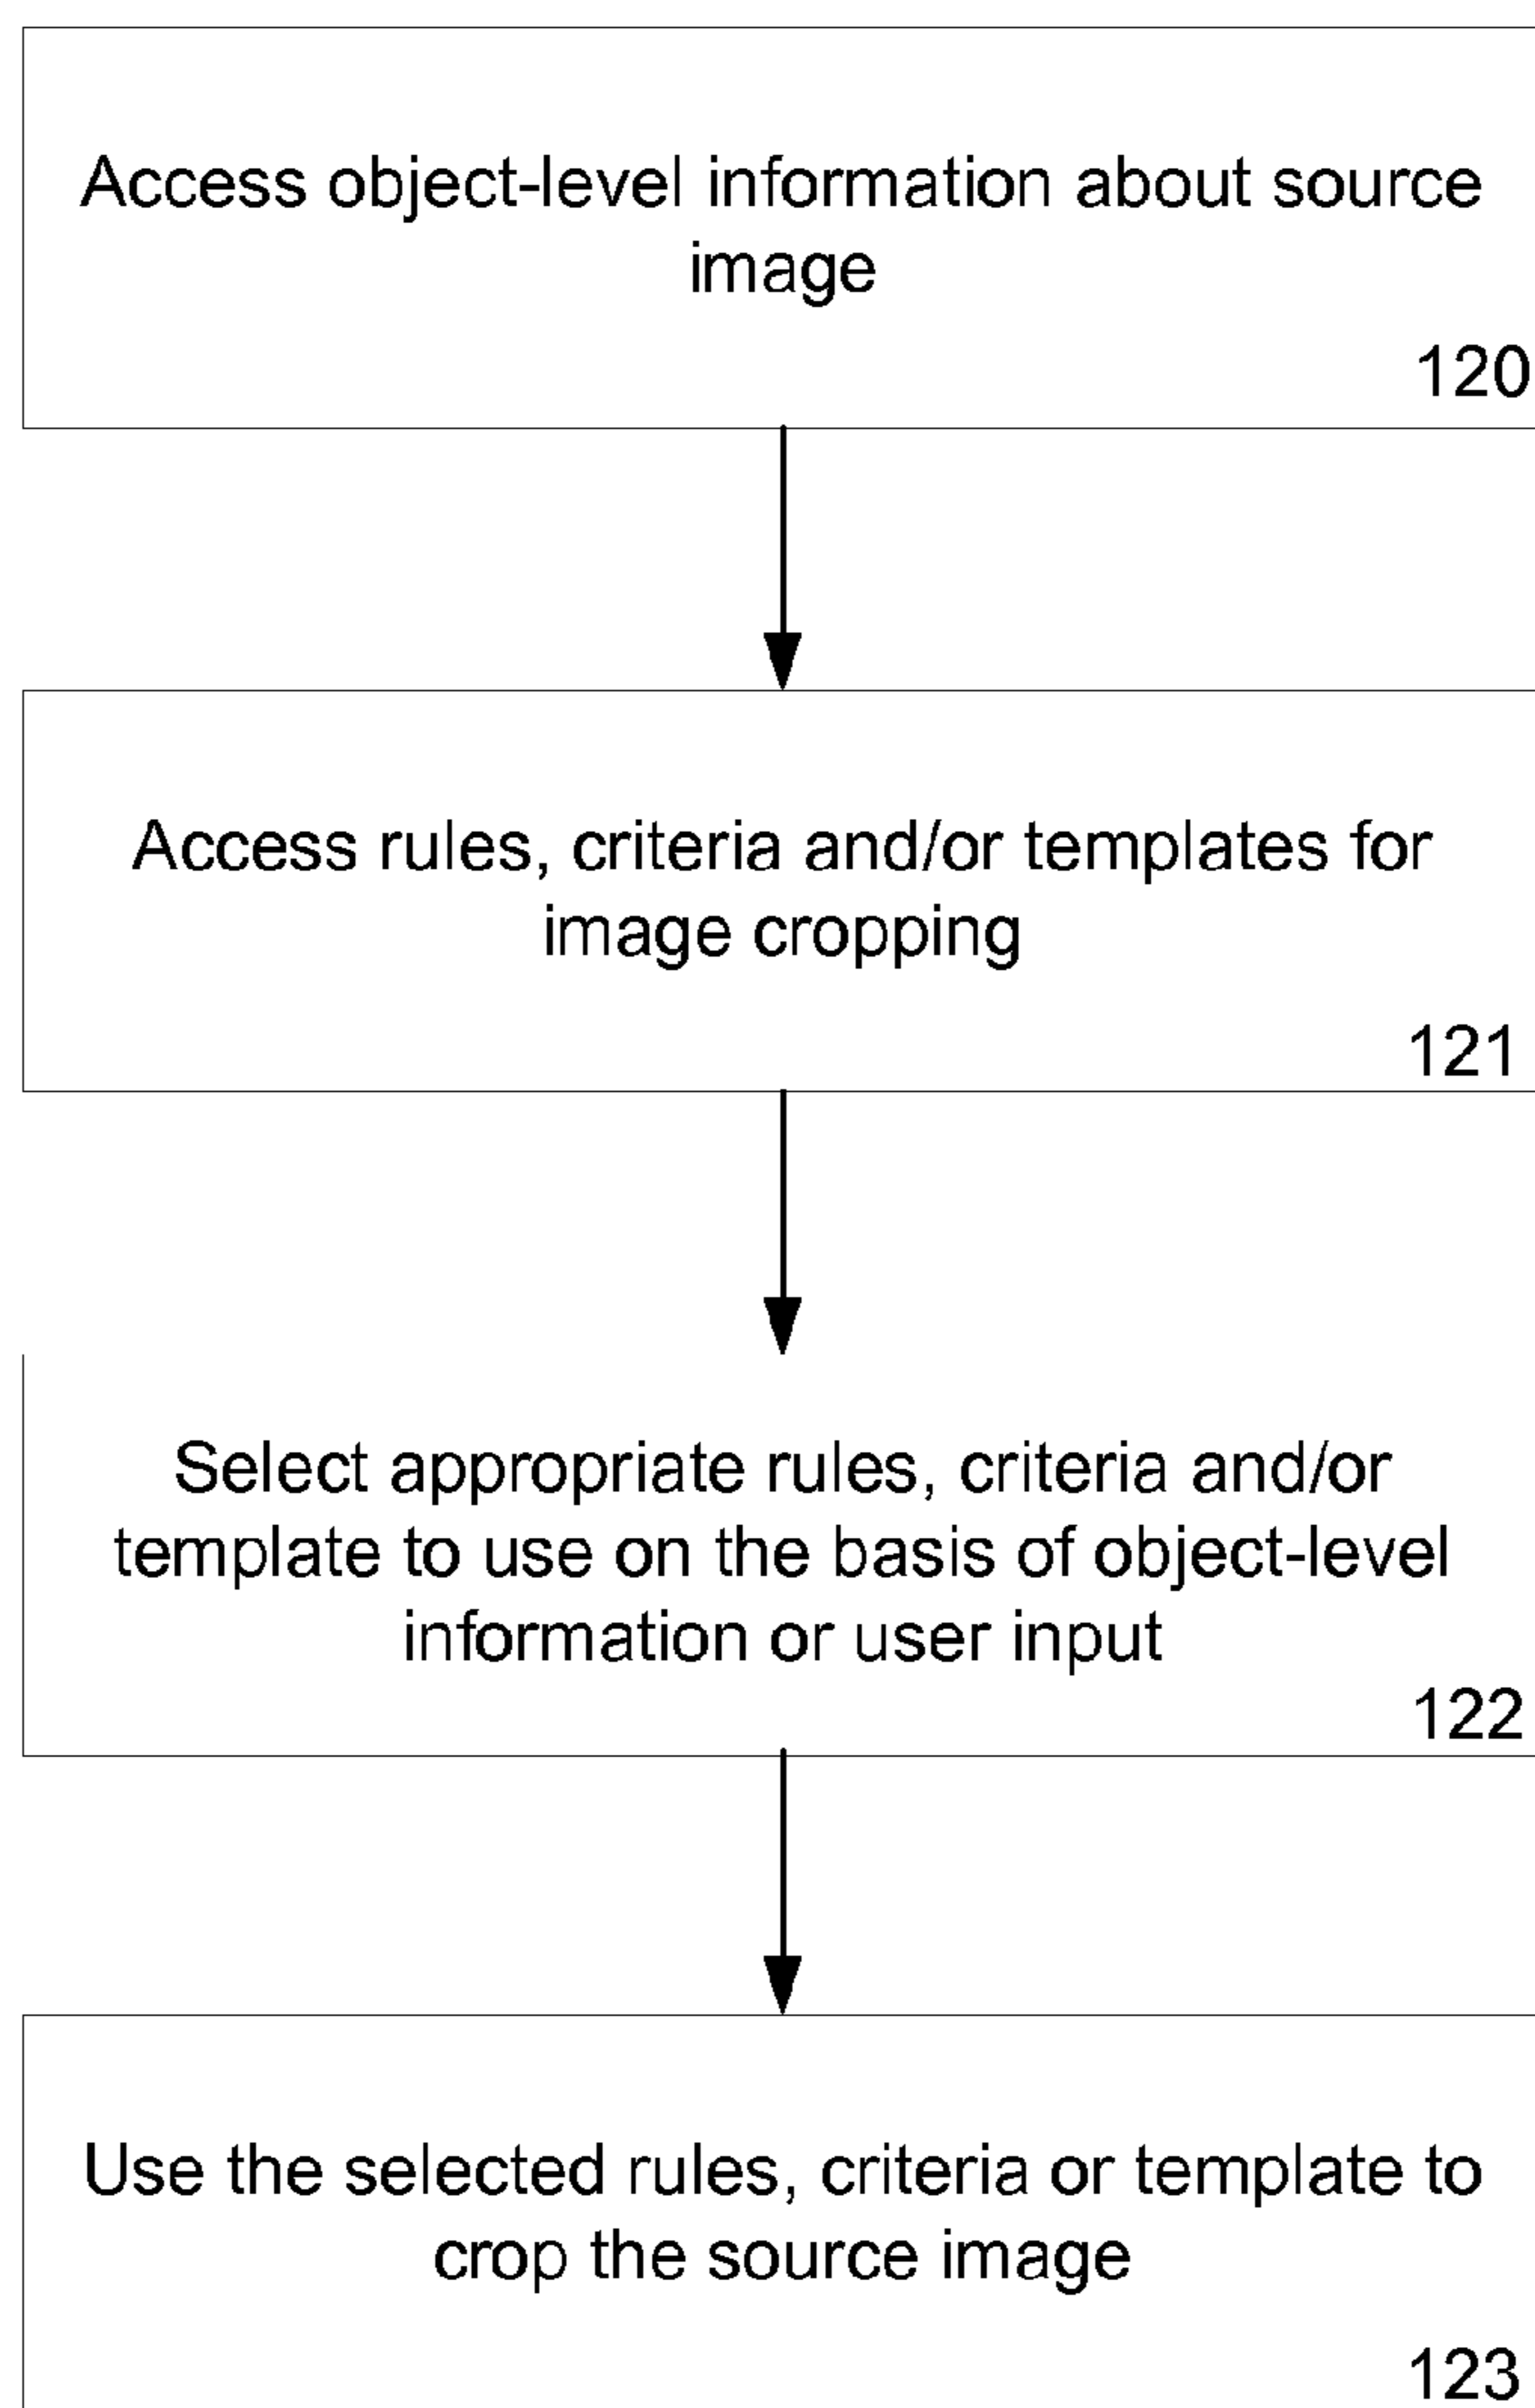 Access object-level information about source
image
120
Access rules, criteria and/or templates for
image cropping
121
Select appropriate rules, criteria and/or
template to use on the basis of object-level
information or user input
122
Use the selected rules, criteria or template to
crop the source image
123